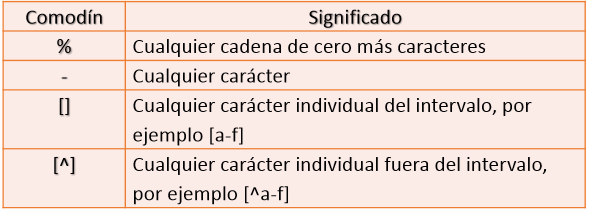 Comodín Significado
% Cualquier cadena de cero más caracteres
- Cualquier carácter
[] Cualquier carácter individual del intervalo, por
ejemplo [a-f]
[^] Cualquier carácter individual fuera del intervalo,
por ejemplo [^a-f]